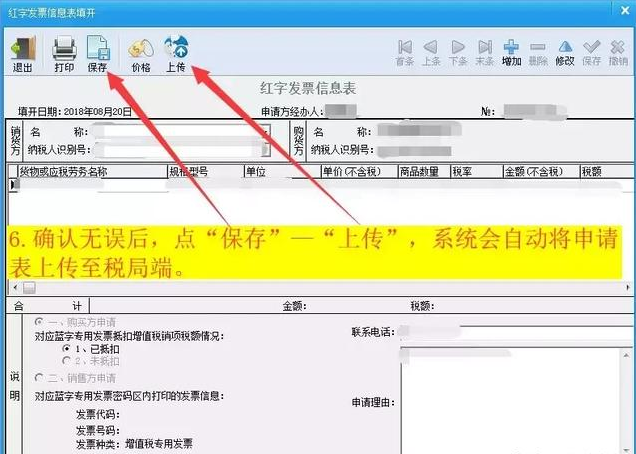 红字发票信息表填开
退出 打印 保存 价格 上传 首条 上条 下条 末条 增加 删除 修改 保存 撤销
红字发票信息表
填开日期:2018年08月20日 申请方经办人: №:
销货方 名 称: 购货方 名 称:
纳税人识别号: 纳税人识别号:
货物或应税劳务名称 规格型号 单位 单价(不含税) 商品数量 税率 金额(不含税) 税额
6.确认无误后，点“保存”—“上传”，系统会自动将申请
表上传至税局端。
合 计 金额: 税额:
说明
一、购买方申请
对应蓝字专用发票抵扣增值税销项税额情况:
1、已抵扣
2、未抵扣
二、销售方申请
对应蓝字专用发票密码区内打印的发票信息:
发票代码:
发票号码:
发票种类:增值税专用发票
联系电话:
申请理由: